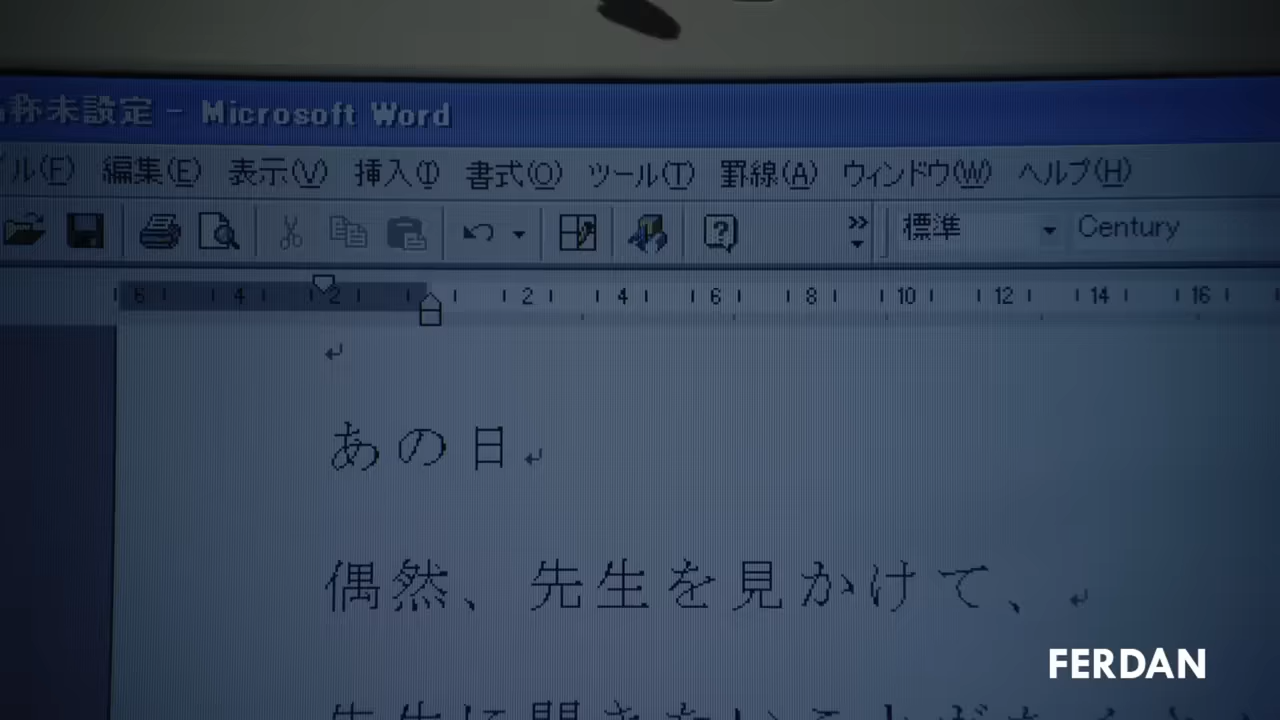 称未設定 - Microsoft Word
ル(F) 編集(E) 表示(V) 挿入(I) 書式(O) ツール(T) 罫線(A) ウィンドウ(W) ヘルプ(H)
標準 Century
6 4 2 2 4 6 8 10 12 14 16
あの日
偶然、先生を見かけて、
FERDAN